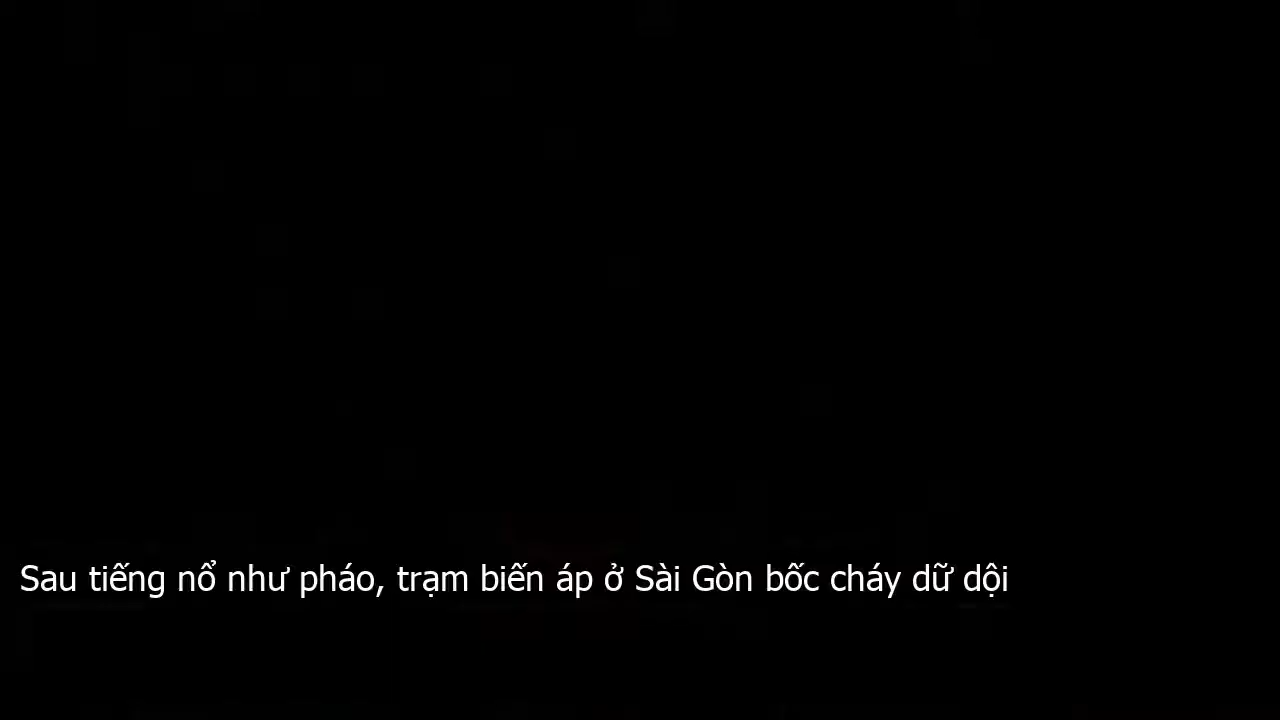 Sau tiếng nổ như pháo, trạm biến áp ở Sài Gòn bốc cháy dữ dội